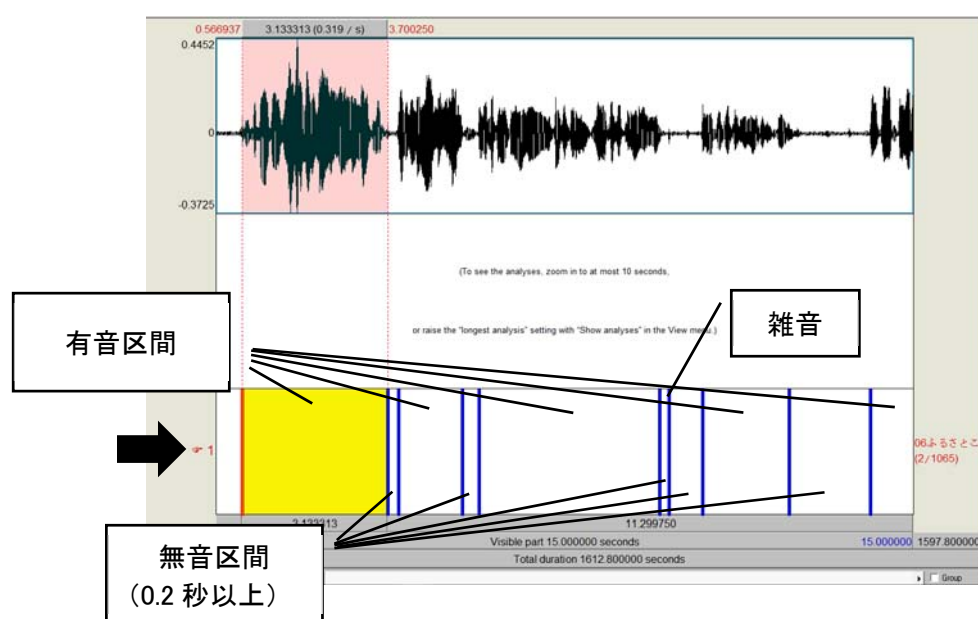 0.566937 3.133313 (0.319 / s) 3.700250
0.4452
0
-0.3725
(To see the analyses, zoom in to at most 10 seconds,
or raise the "longest analysis" setting with "Show analyses" in the View menu.)
有音区間
雑音
1
06ふるさとこ
(2/1065)
3.133313 11.299750
Visible part 15.000000 seconds 15.000000 1597.800000
Total duration 1612.800000 seconds
無音区間
（0.2 秒以上）
Group